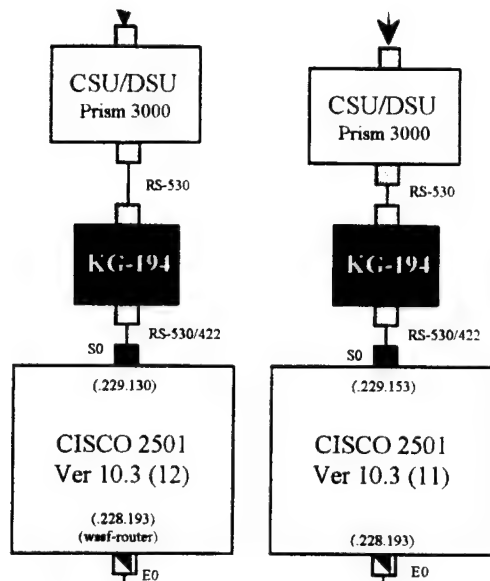 CSU/DSU
Prism 3000
RS-530
KG-194
RS-530/422
S0
(.229.130)
CISCO 2501
Ver 10.3 (12)
(.228.193)
(wssf-router)
E0
CSU/DSU
Prism 3000
RS-530
KG-194
RS-530/422
S0
(.229.153)
CISCO 2501
Ver 10.3 (11)
(.228.193)
E0